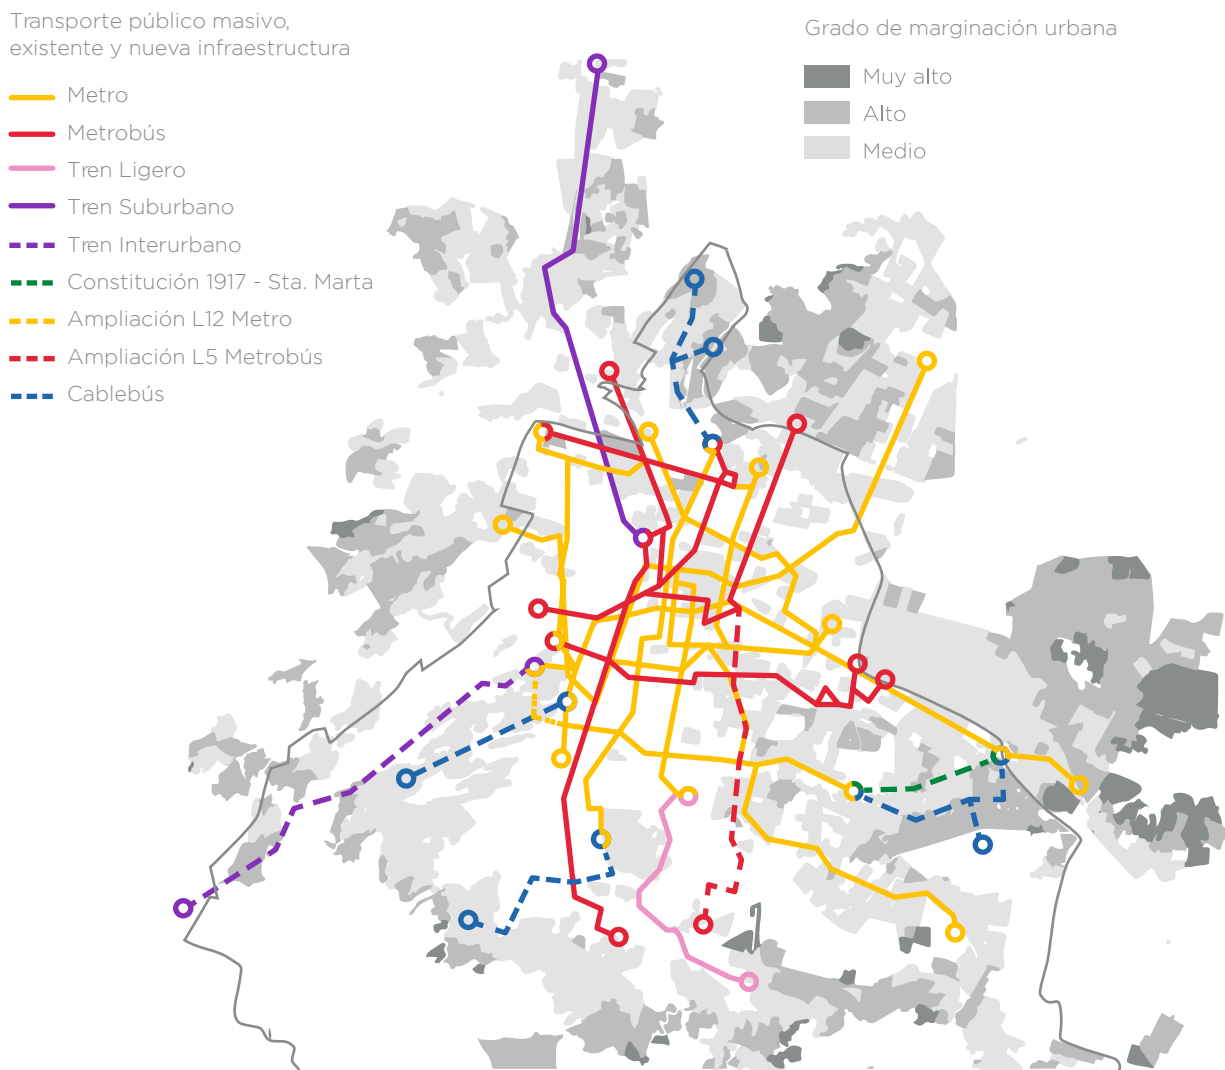 Transporte público masivo,
existente y nueva infraestructura
Metro
Metrobús
Tren Ligero
Tren Suburbano
Tren Interurbano
Constitución 1917 - Sta. Marta
Ampliación L12 Metro
Ampliación L5 Metrobús
Cablebús
Grado de marginación urbana
Muy alto
Alto
Medio